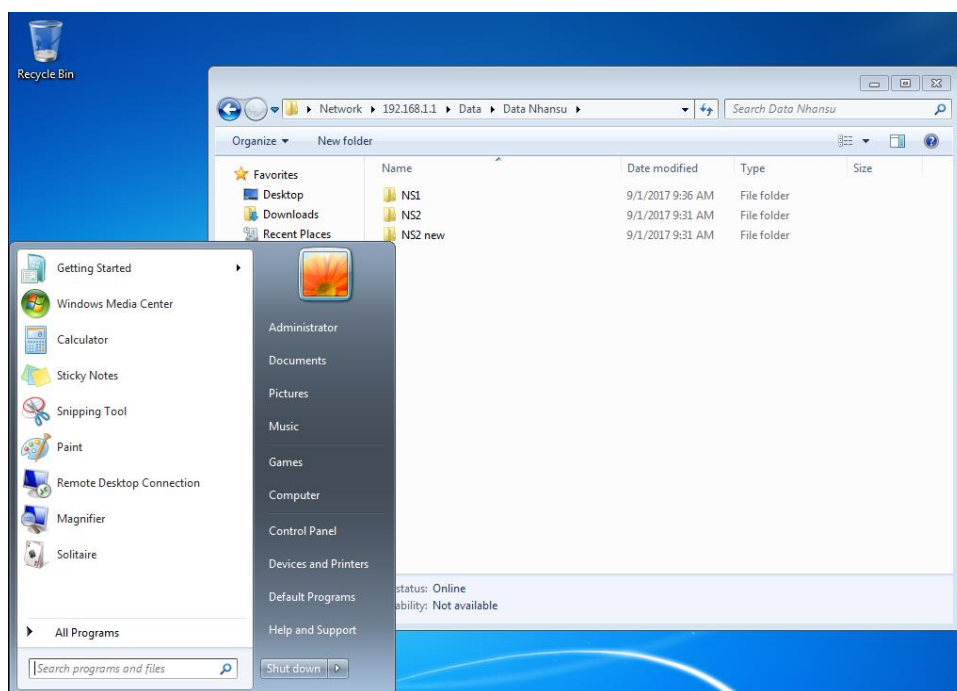 Recycle Bin
Network ▸ 192.168.1.1 ▸ Data ▸ Data Nhansu ▸
Search Data Nhansu
Organize
New folder
Name
Date modified
Type
Size
Favorites
Desktop
Downloads
Recent Places
NS1 9/1/2017 9:36 AM File folder
NS2 9/1/2017 9:31 AM File folder
NS2 new 9/1/2017 9:31 AM File folder
status: Online
ability: Not available
Getting Started
Windows Media Center
Calculator
Sticky Notes
Snipping Tool
Paint
Remote Desktop Connection
Magnifier
Solitaire
All Programs
Search programs and files
Administrator
Documents
Pictures
Music
Games
Computer
Control Panel
Devices and Printers
Default Programs
Help and Support
Shut down